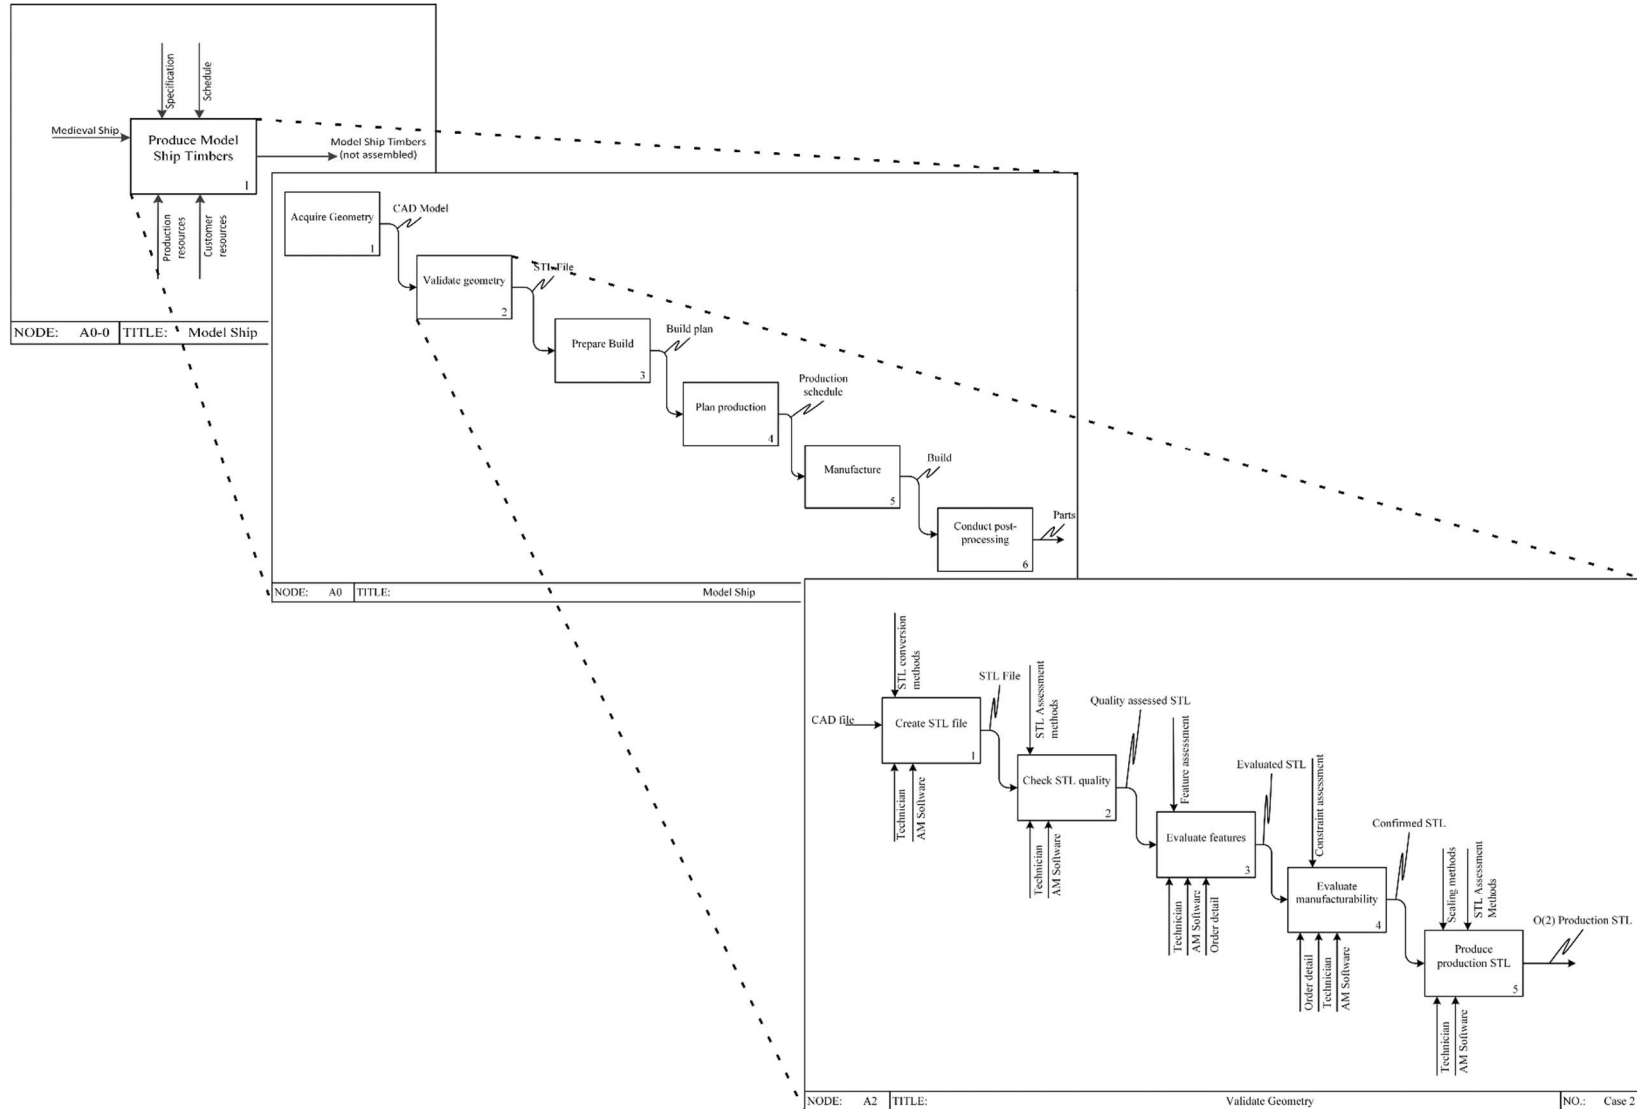 Specification
Schedule
Medieval Ship
Produce Model
Ship Timbers
1
Model Ship Timbers
(not assembled)
Production
resources
Customer
resources
NODE: A0-0 TITLE: Model Ship
Acquire Geometry
1
CAD Model
Validate geometry
2
STL File
Prepare Build
3
Build plan
Plan production
4
Production
schedule
Manufacture
5
Build
Conduct post-
processing
6
Parts
NODE: A0 TITLE: Model Ship
STL conversion
methods
CAD file
Create STL file
1
Technician
AM Software
STL File
STL Assessment
methods
Check STL quality
2
Technician
AM Software
Quality assessed STL
Feature assessment
Evaluate features
3
Technician
AM Software
Order detail
Evaluated STL
Constraint assessment
Evaluate
manufacturability
4
Order detail
Technician
AM Software
Confirmed STL
Scaling methods
STL Assessment
Methods
Produce
production STL
5
Technician
AM Software
O(2) Production STL
NODE: A2 TITLE: Validate Geometry NO.: Case 2